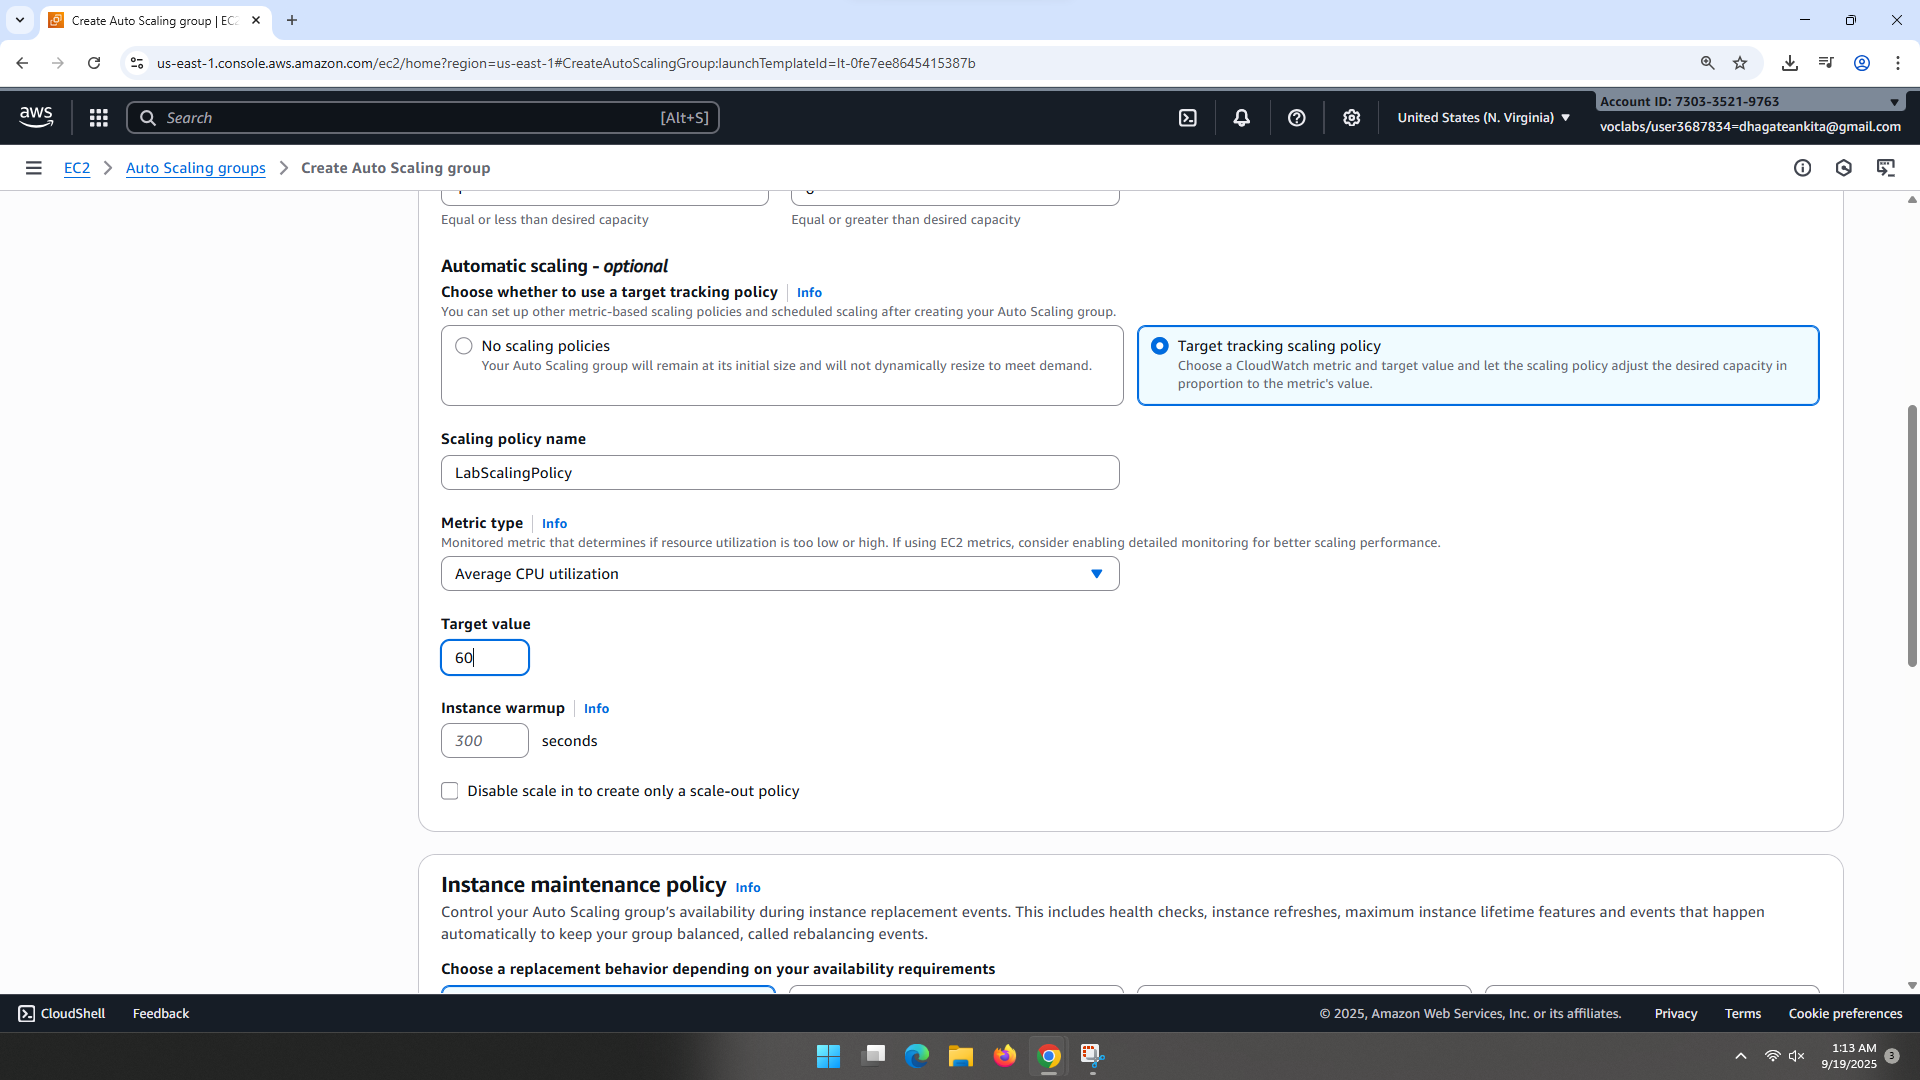 Create Auto Scaling group | EC2
us-east-1.console.aws.amazon.com/ec2/home?region=us-east-1#CreateAutoScalingGroup:launchTemplateId=lt-0fe7ee8645415387b
aws
Search
[Alt+S]
United States (N. Virginia)
Account ID: 7303-3521-9763
voclabs/user3687834=dhagateankita@gmail.com
EC2
Auto Scaling groups
Create Auto Scaling group
Equal or less than desired capacity
Equal or greater than desired capacity
Automatic scaling - optional
Choose whether to use a target tracking policy
Info
You can set up other metric-based scaling policies and scheduled scaling after creating your Auto Scaling group.
No scaling policies
Your Auto Scaling group will remain at its initial size and will not dynamically resize to meet demand.
Target tracking scaling policy
Choose a CloudWatch metric and target value and let the scaling policy adjust the desired capacity in
proportion to the metric's value.
Scaling policy name
LabScalingPolicy
Metric type
Info
Monitored metric that determines if resource utilization is too low or high. If using EC2 metrics, consider enabling detailed monitoring for better scaling performance.
Average CPU utilization
Target value
60
Instance warmup
Info
300
seconds
Disable scale in to create only a scale-out policy
Instance maintenance policy
Info
Control your Auto Scaling group's availability during instance replacement events. This includes health checks, instance refreshes, maximum instance lifetime features and events that happen
automatically to keep your group balanced, called rebalancing events.
Choose a replacement behavior depending on your availability requirements
CloudShell
Feedback
© 2025, Amazon Web Services, Inc. or its affiliates.
Privacy
Terms
Cookie preferences
1:13 AM
9/19/2025
3